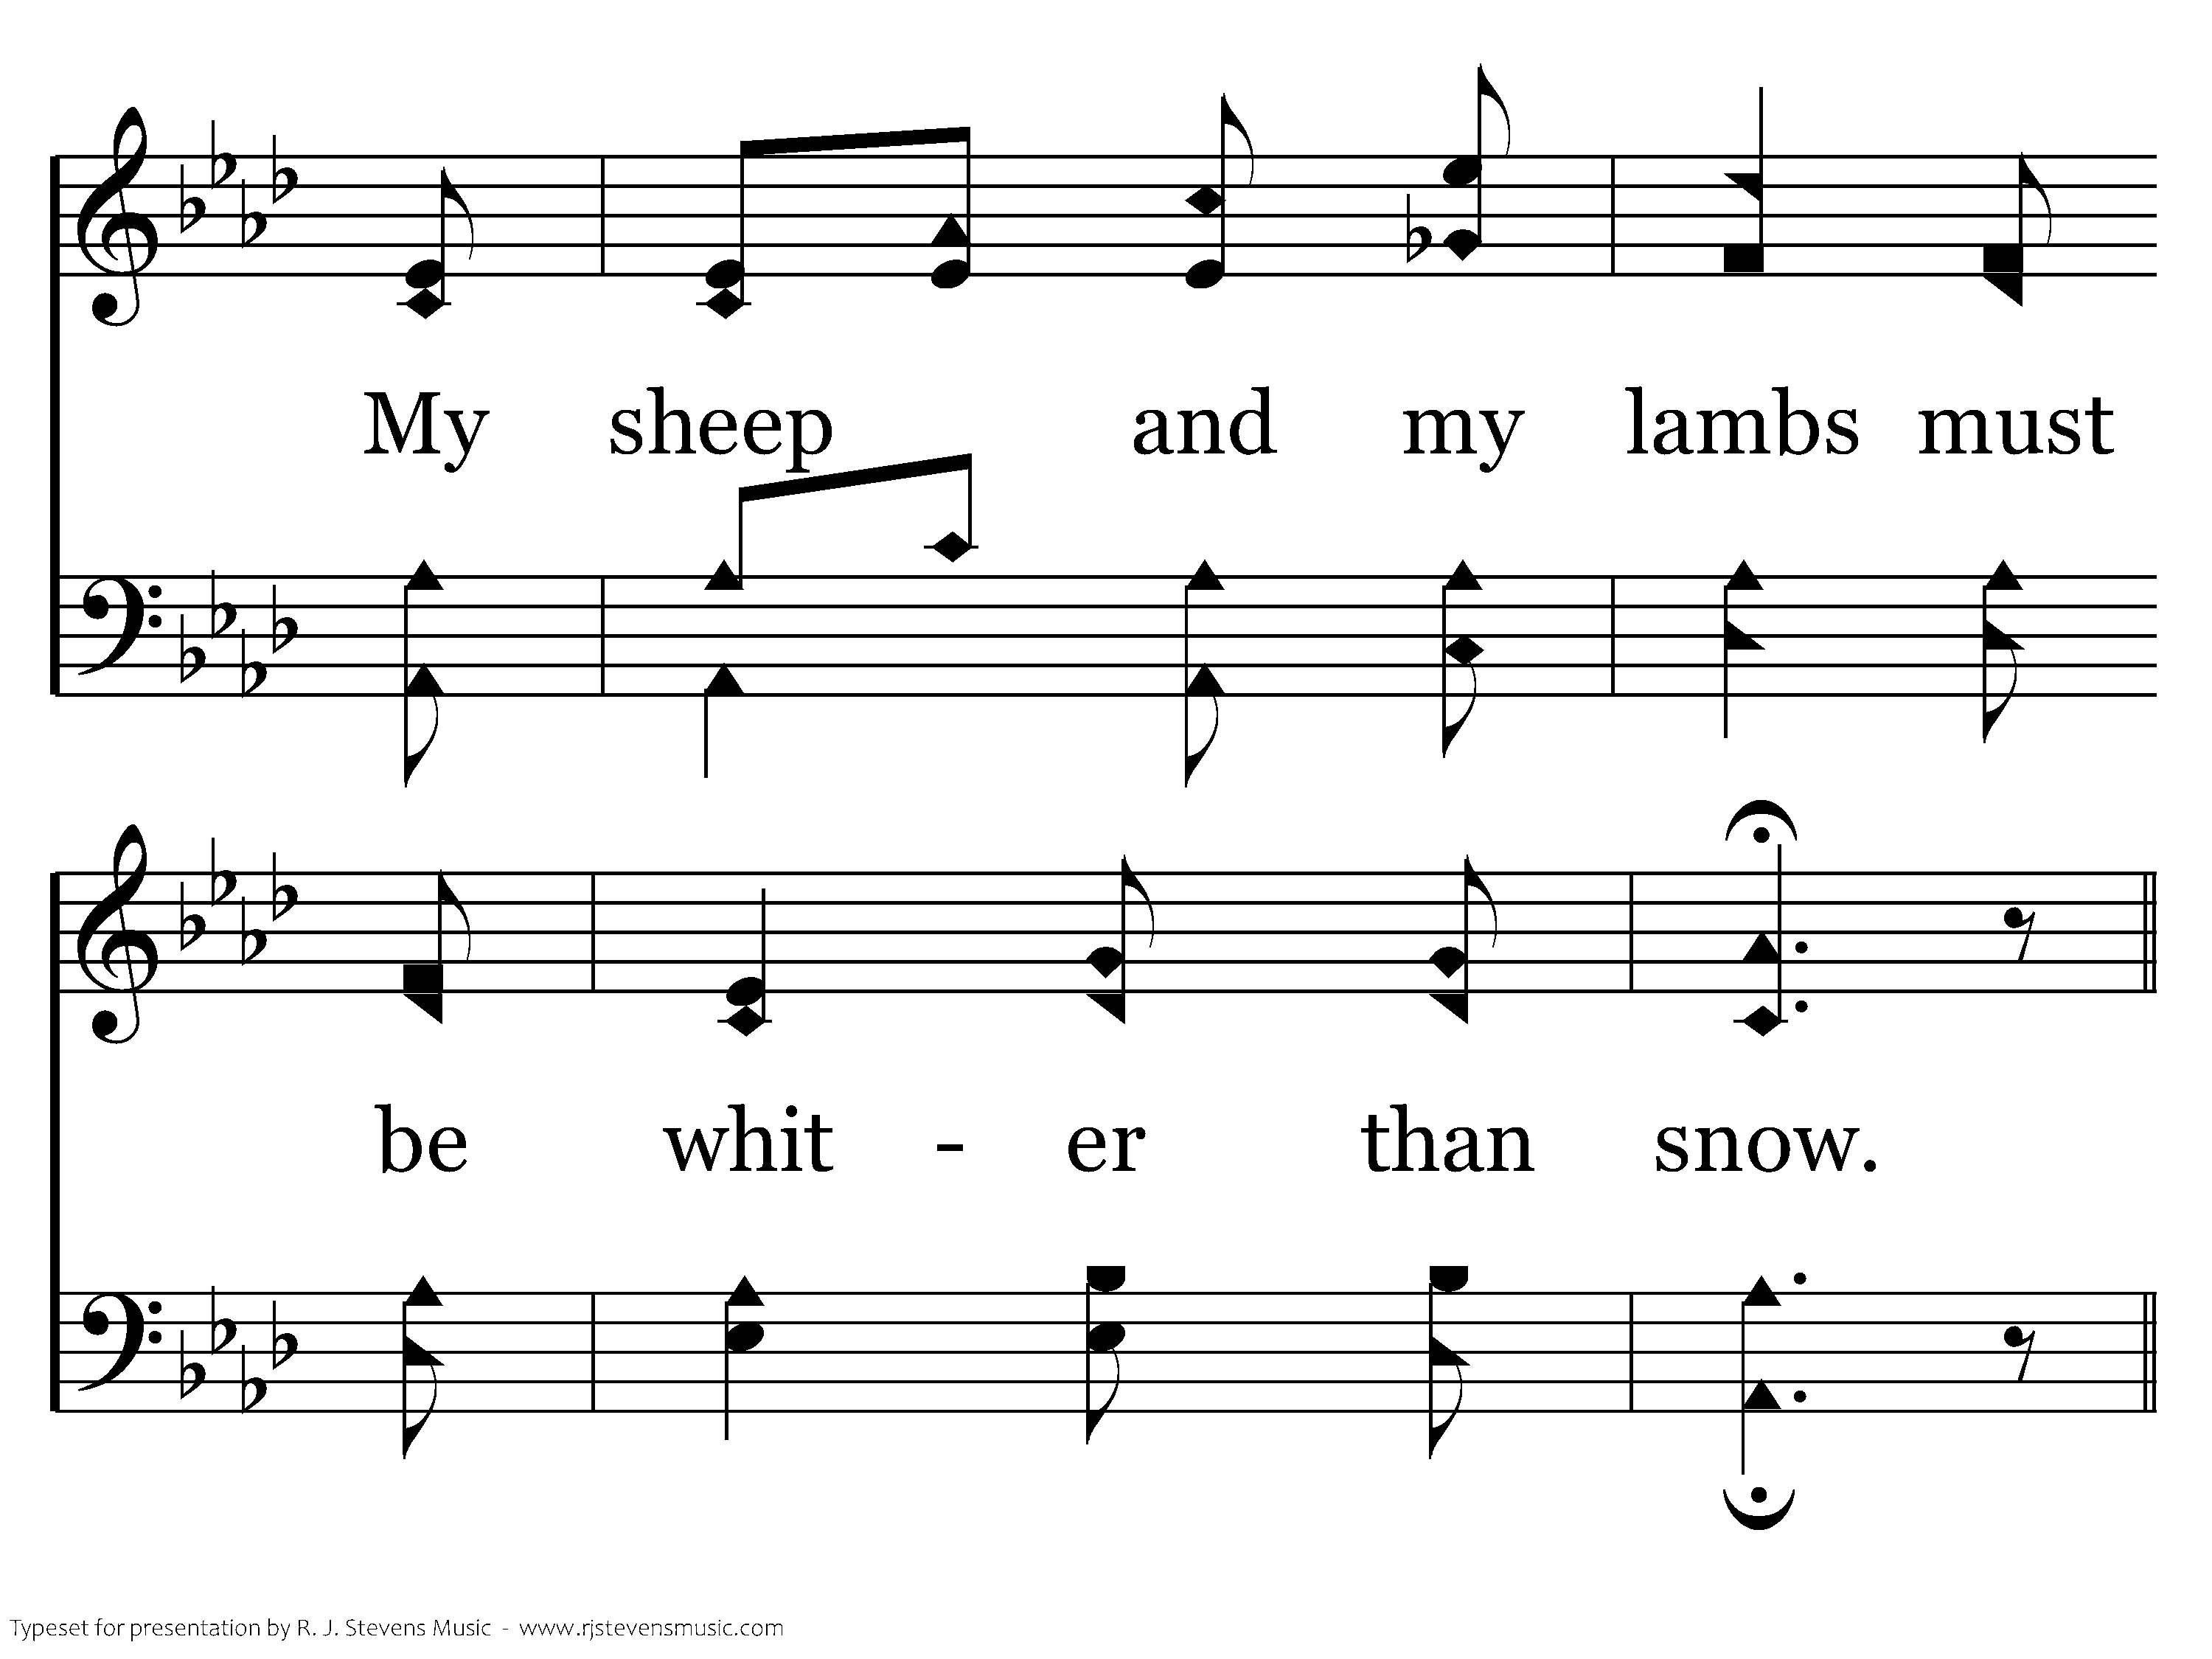 My sheep and my lambs must
be whit - er than snow.
Typeset for presentation by R. J. Stevens Music - www.rjstevensmusic.com